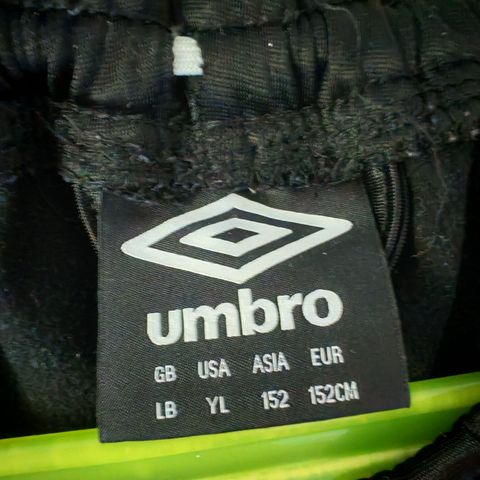 umbro
GB USA ASIA EUR
LB YL 152 152CM